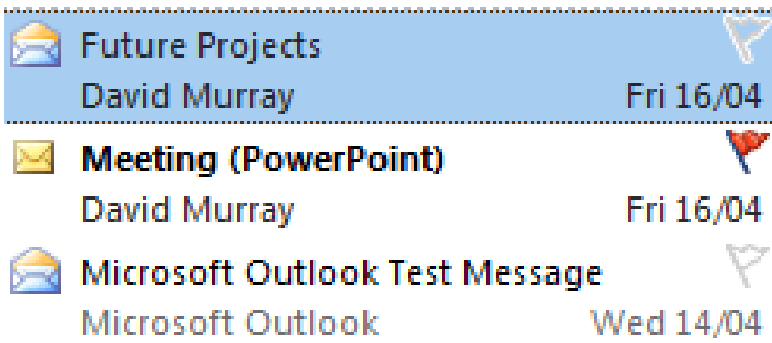 Future Projects
David Murray Fri 16/04
Meeting (PowerPoint)
David Murray Fri 16/04
Microsoft Outlook Test Message
Microsoft Outlook Wed 14/04